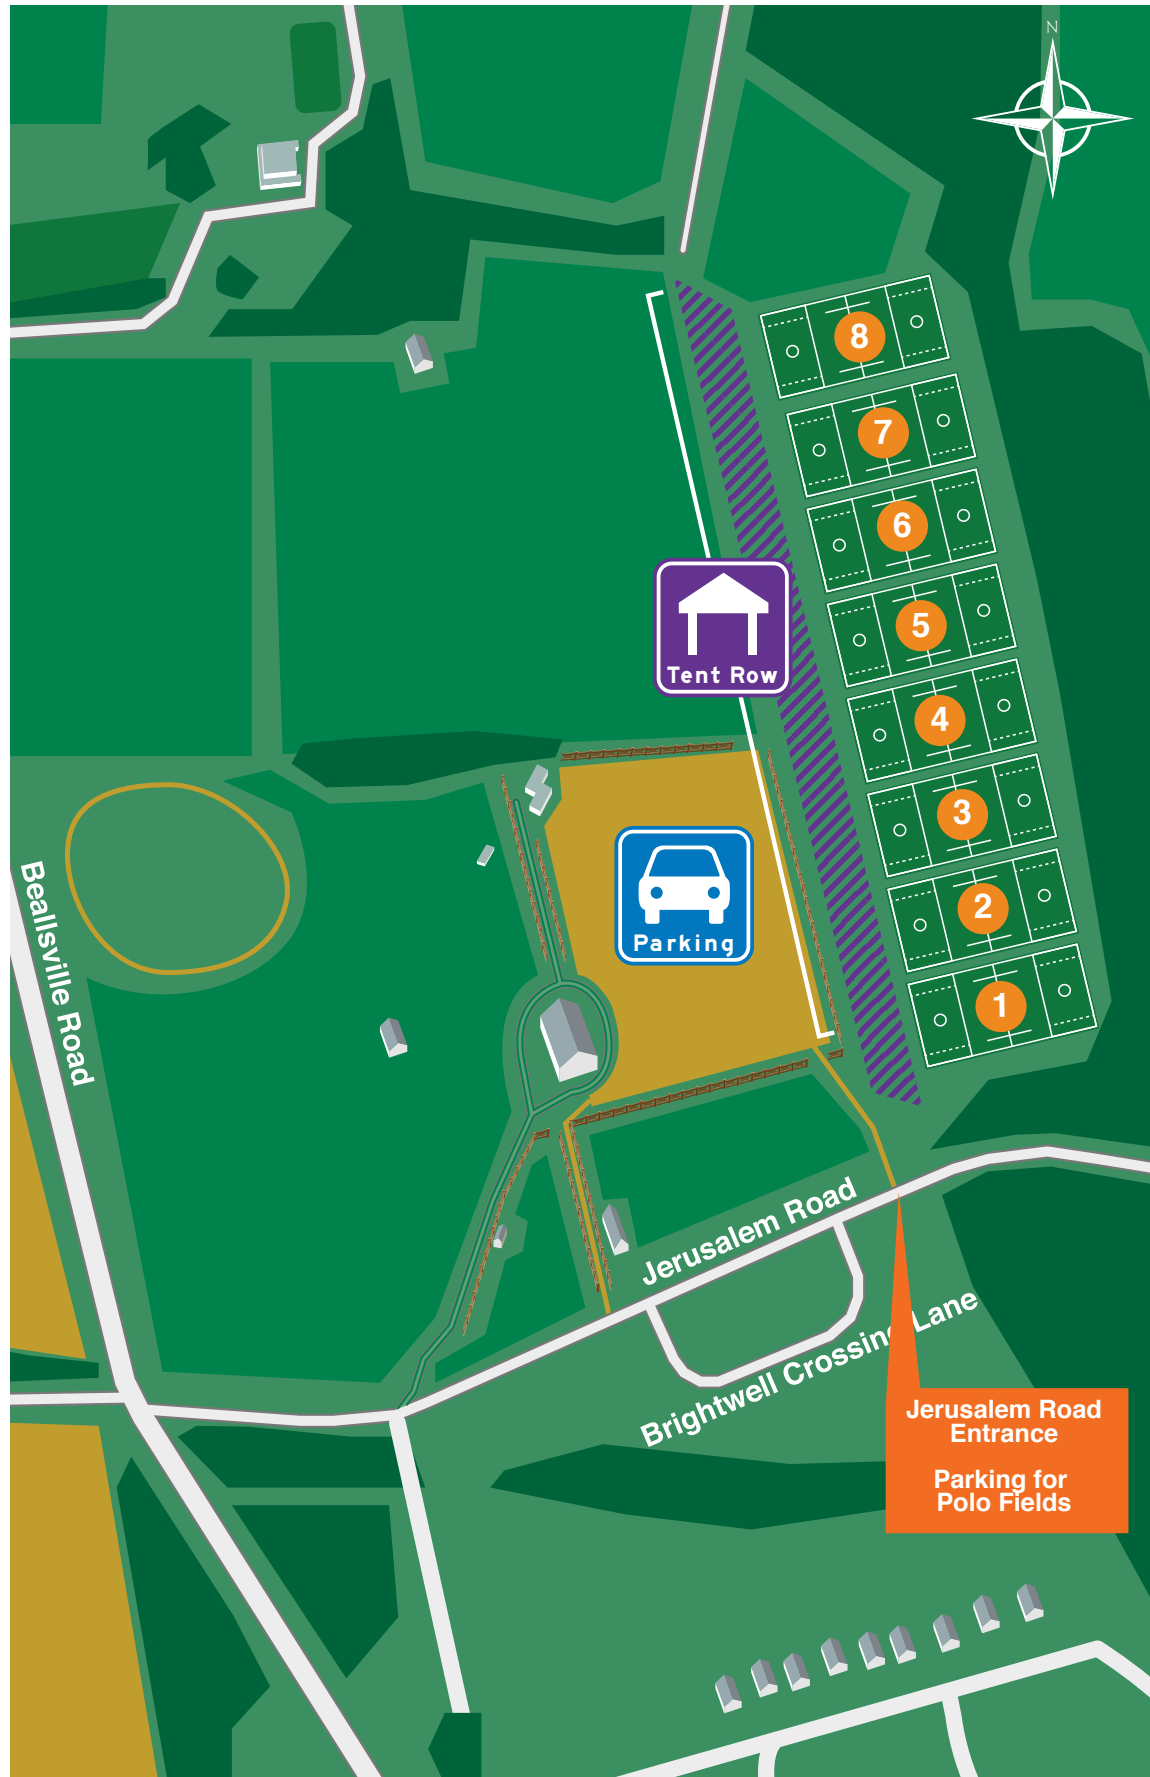 N
8
7
6
5
Tent Row
4
3
2
Parking
1
Beallsville Road
Jerusalem Road
Brightwell Crossing Lane
Jerusalem Road
Entrance
Parking for
Polo Fields